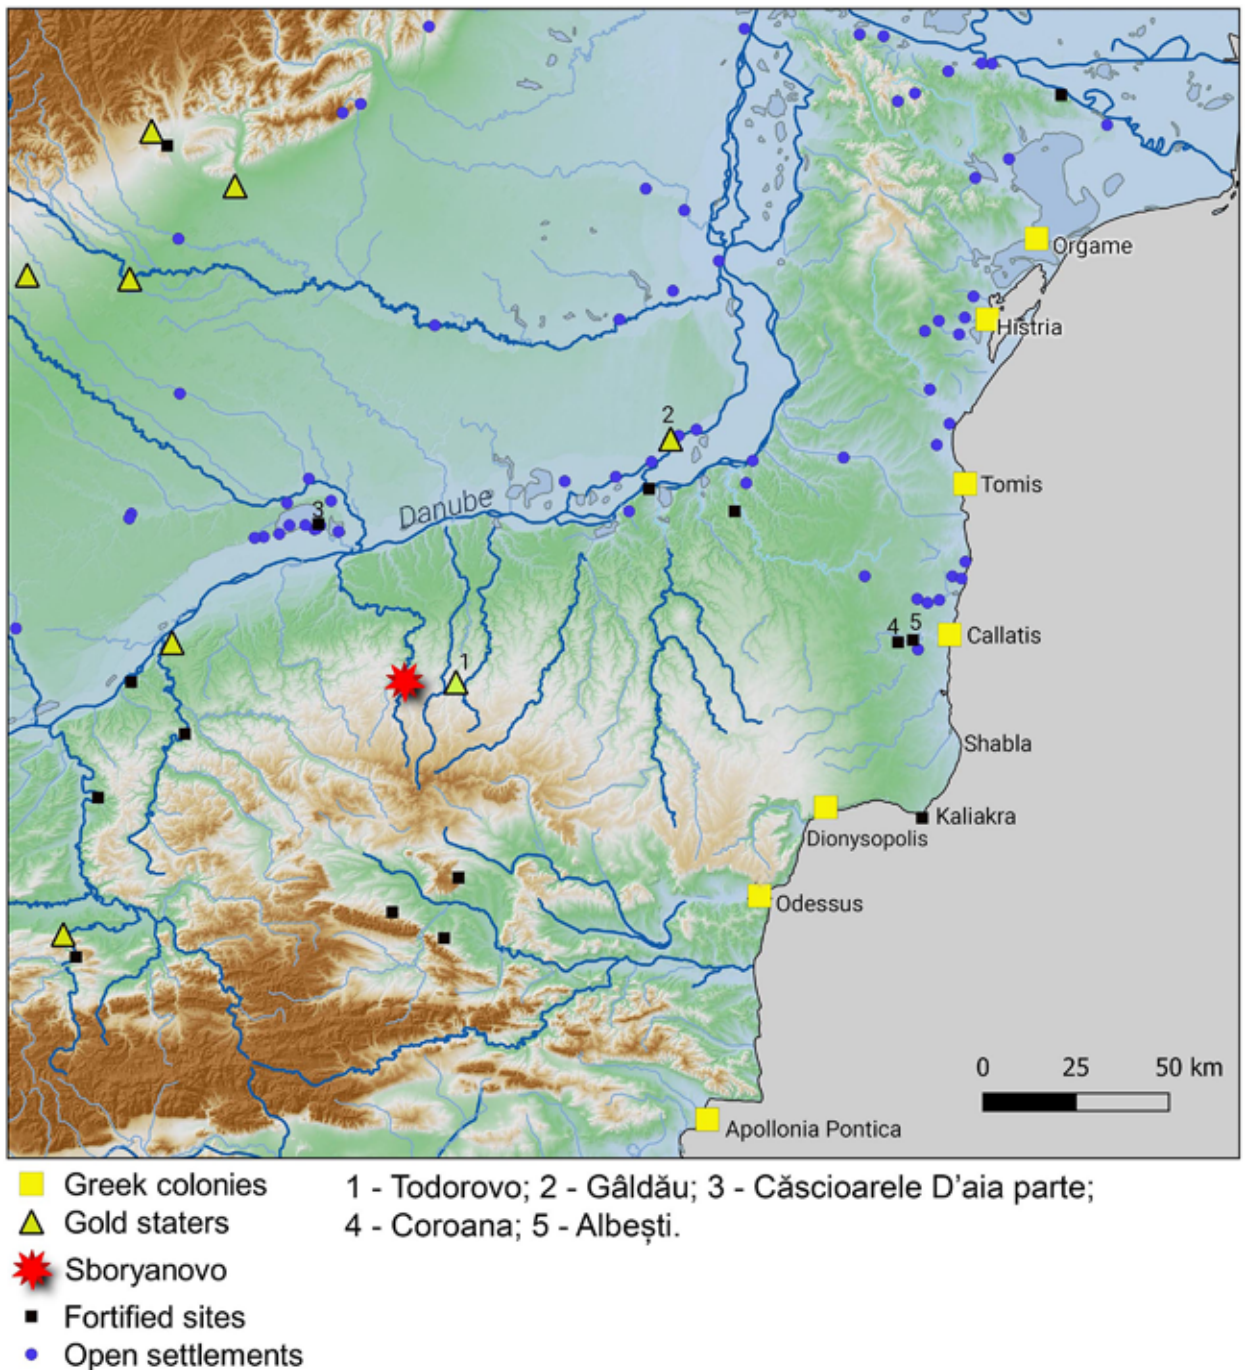 Orgame
Histria
2
Tomis
Danube
3
4 5
Callatis
1
Shabla
Kaliakra
Dionysopolis
Odessus
0 25 50 km
Apollonia Pontica
Greek colonies
Gold staters
Sboryanovo
Fortified sites
Open settlements
1 - Todorovo; 2 - Gâldău; 3 - Căscioarele D'aia parte;
4 - Coroana; 5 - Albești.